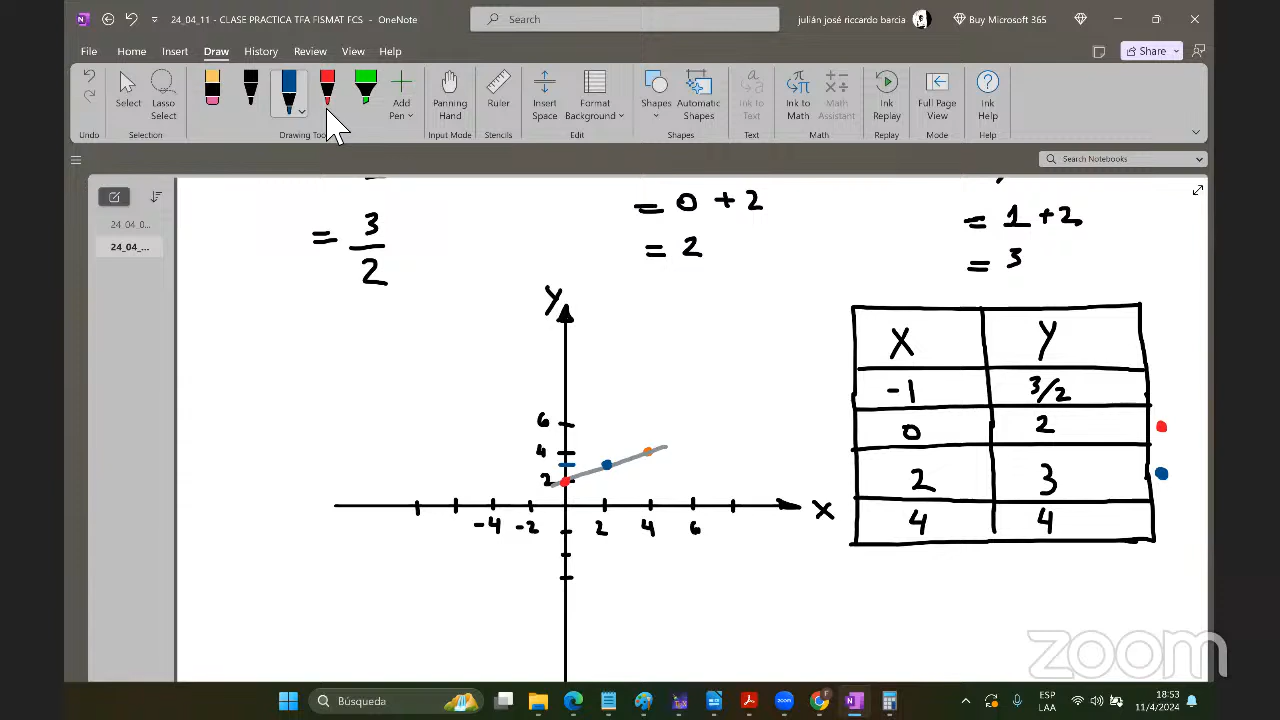 24_04_11 - CLASE PRACTICA TFA FISMAT FCS - OneNote
Search
julián josé riccardo barcia
Buy Microsoft 365
File Home Insert Draw History Review View Help
Share
Undo
Select
Lasso Select
Selection
Add Pen
Drawing Tools
Panning Hand
Input Mode
Ruler
Stencils
Insert Space
Format Background
Edit
Shapes
Automatic Shapes
Shapes
Ink to Text
Ink to Math
Math Assistant
Math
Ink Replay
Replay
Full Page View
Mode
Ink Help
Help
Search Notebooks
24_04_0...
24_04_...
= 3/2
= 0 + 2
= 2
= 1 + 2
= 3
Y
6
4
2
-4 -2 2 4 6 X
X Y
-1 3/2
0 2
2 3
4 4
zoom
Búsqueda
ESP
LAA
18:53
11/4/2024